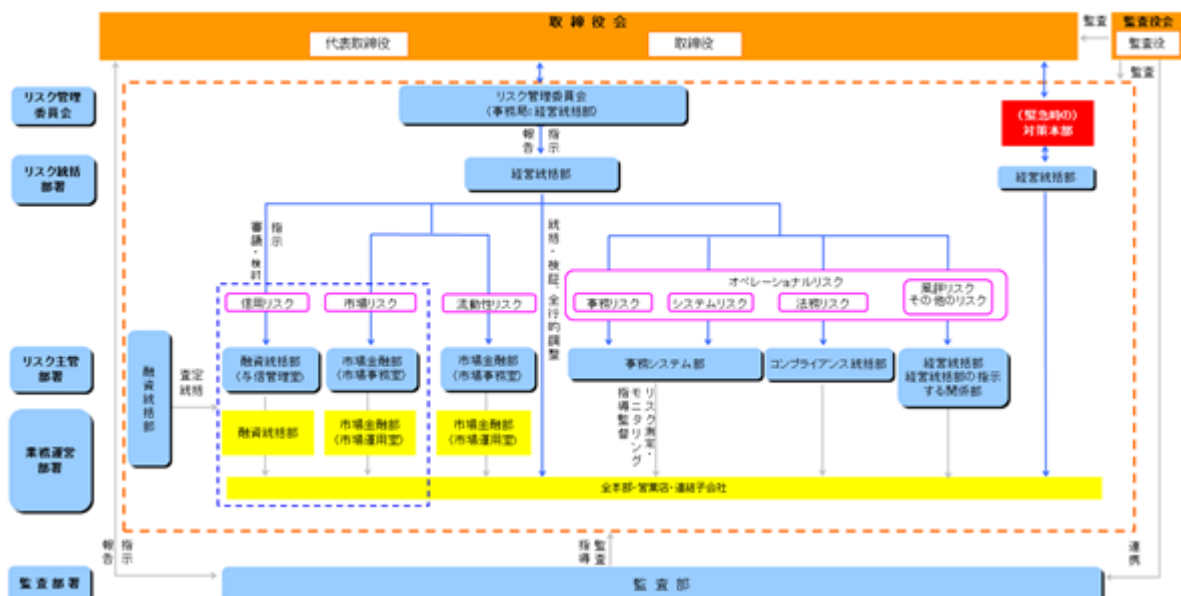 取締役会
代表取締役
取締役
監査
監査役会
監査役
監査
リスク管理
委員会
リスク管理委員会
(事務局:経営統括部)
(緊急時の)
対策本部
報告
指示
リスク統括
部署
経営統括部
経営統括部
審議・検討
指示
統括・検証、全行的調整
オペレーショナルリスク
信用リスク
市場リスク
流動性リスク
事務リスク
システムリスク
法務リスク
風評リスク
その他のリスク
リスク主管
部署
融資統括部
査定
統括
融資統括部
(与信管理室)
市場金融部
(市場事務室)
市場金融部
(市場事務室)
事務システム部
コンプライアンス統括部
経営統括部
経営統括部の指示
する関係部
業務運営
部署
融資統括部
市場金融部
(市場運用室)
市場金融部
(市場運用室)
指導監督
モニタリング
リスク測定・
全本部・営業店・連結子会社
報告
指示
指導
監査
連携
監査部署
監査部